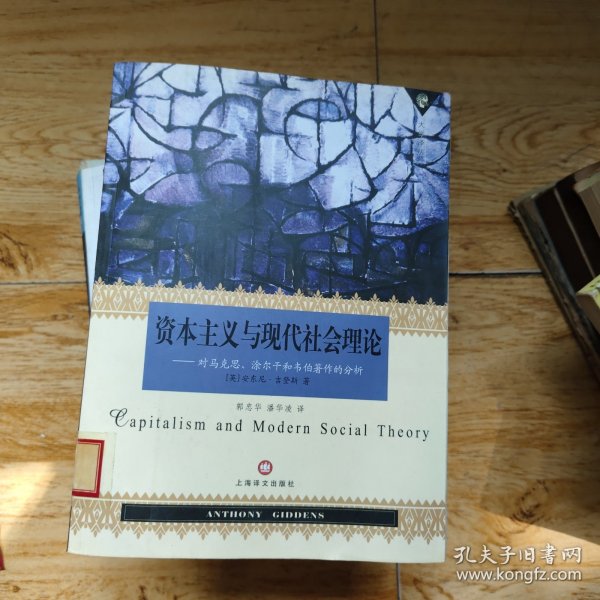 资本主义与现代社会理论
——对马克思、涂尔干和韦伯著作的分析
[英]安东尼·吉登斯 著
郭忠华 潘华凌 译
Capitalism and Modern Social Theory
上海译文出版社
ANTHONY GIDDENS
孔夫子旧书网
www.kongfz.com